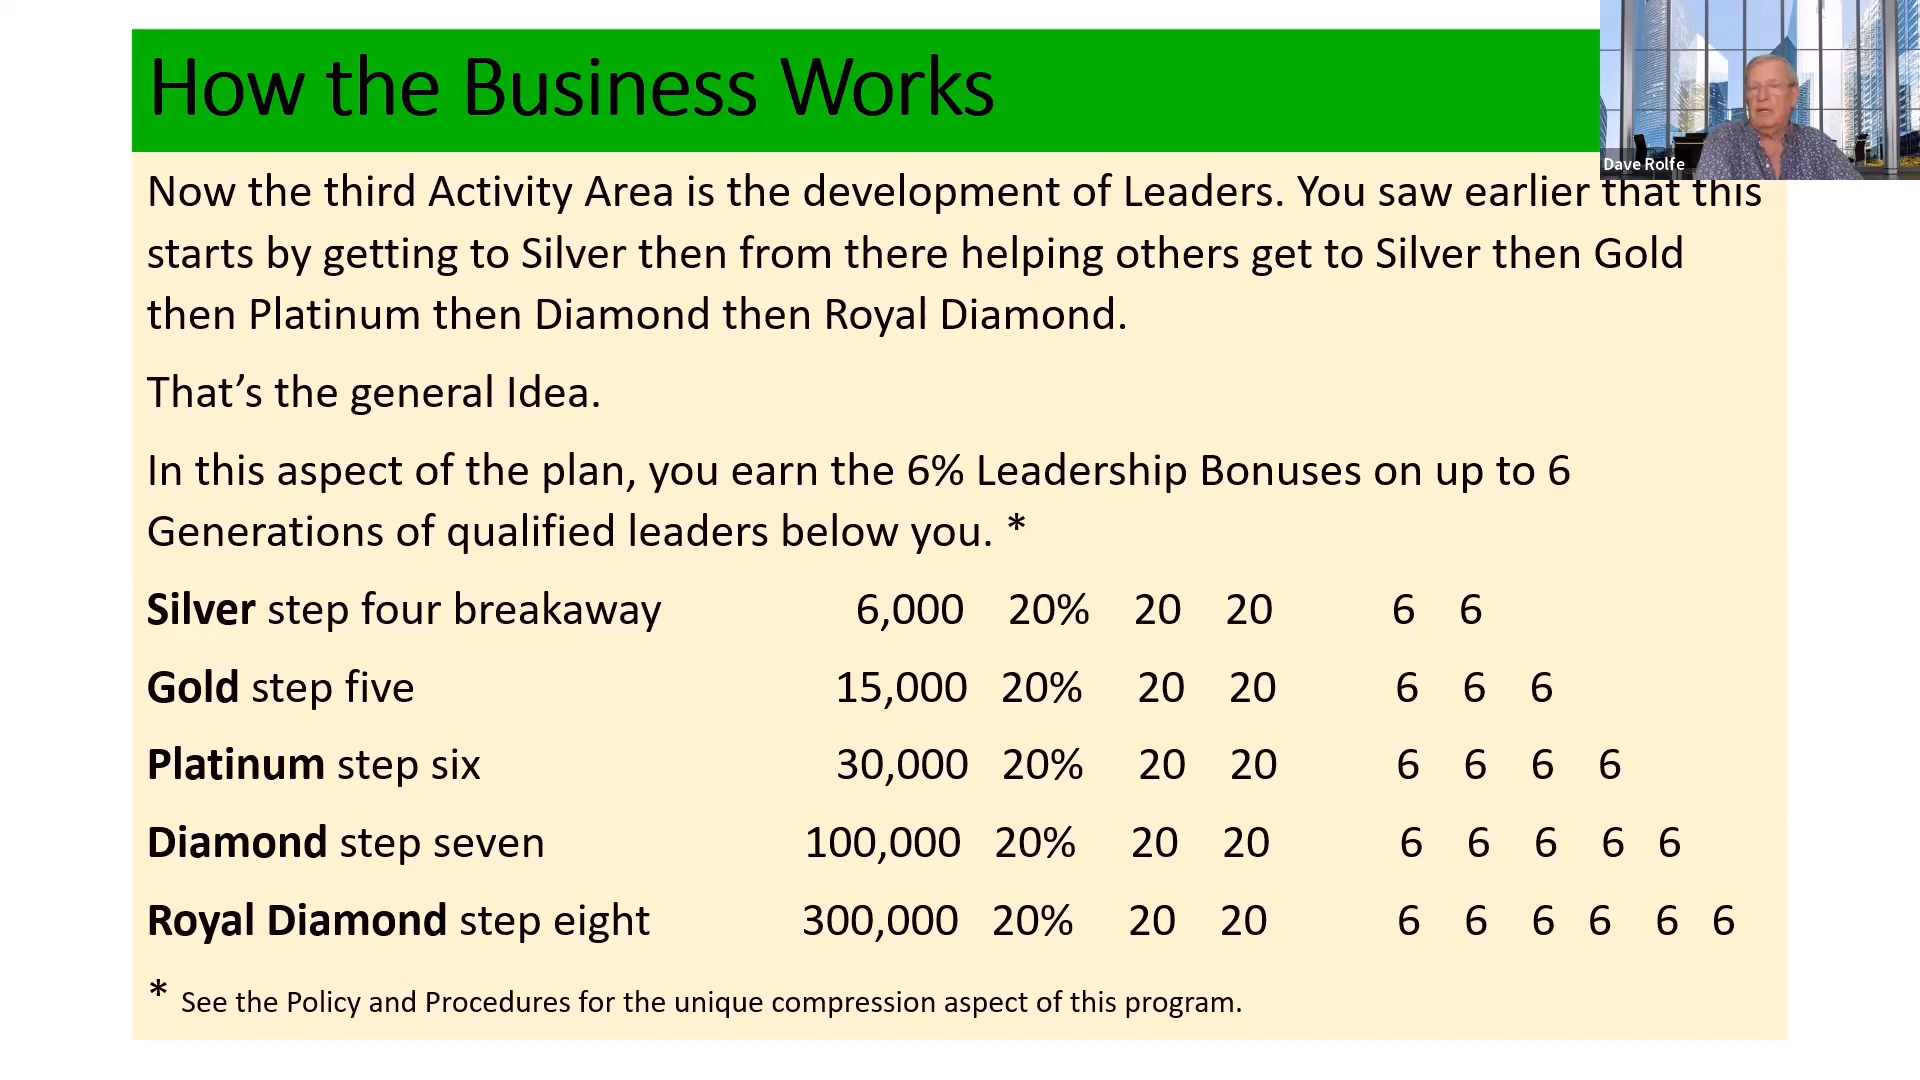 How the Business Works
Dave Rolfe
Now the third Activity Area is the development of Leaders. You saw earlier that this
starts by getting to Silver then from there helping others get to Silver then Gold
then Platinum then Diamond then Royal Diamond.
That’s the general Idea.
In this aspect of the plan, you earn the 6% Leadership Bonuses on up to 6
Generations of qualified leaders below you. *
Silver step four breakaway 6,000 20% 20 20 6 6
Gold step five 15,000 20% 20 20 6 6 6
Platinum step six 30,000 20% 20 20 6 6 6 6
Diamond step seven 100,000 20% 20 20 6 6 6 6 6
Royal Diamond step eight 300,000 20% 20 20 6 6 6 6 6 6
* See the Policy and Procedures for the unique compression aspect of this program.